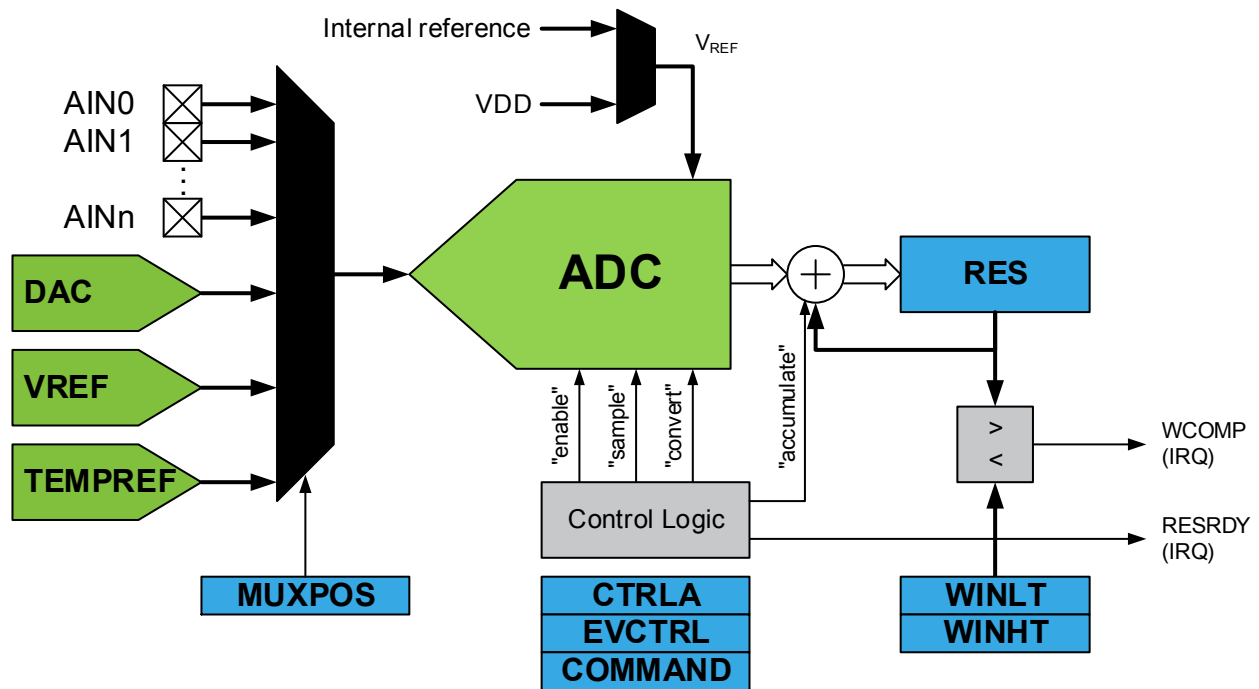 Internal reference
VREF
VDD
AIN0
AIN1
AINn
DAC
VREF
TEMPREF
MUXPOS
ADC
"enable"
"sample"
"convert"
"accumulate"
Control Logic
CTRLA
EVCTRL
COMMAND
RES
>
<
WCOMP
(IRQ)
RESRDY
(IRQ)
WINLT
WINHT